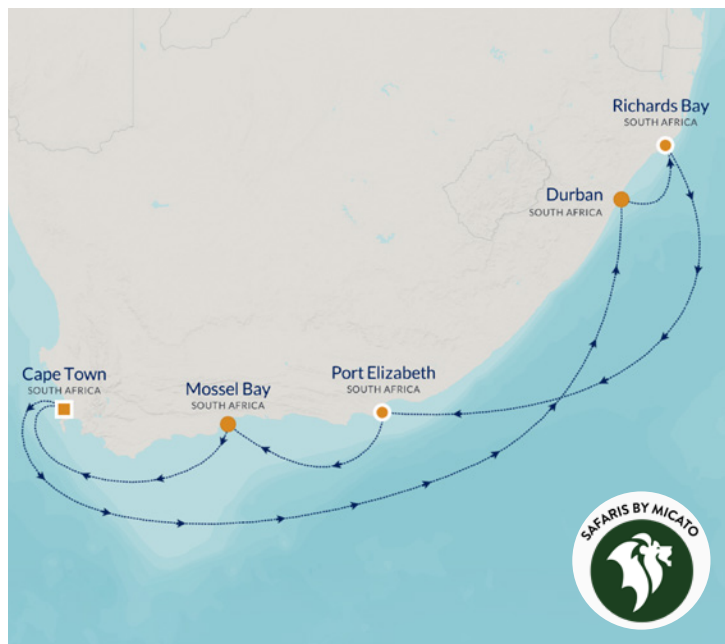 Richards Bay
SOUTH AFRICA
Durban
SOUTH AFRICA
Port Elizabeth
SOUTH AFRICA
Cape Town
SOUTH AFRICA
Mossel Bay
SOUTH AFRICA
SAFARIS BY MICATO